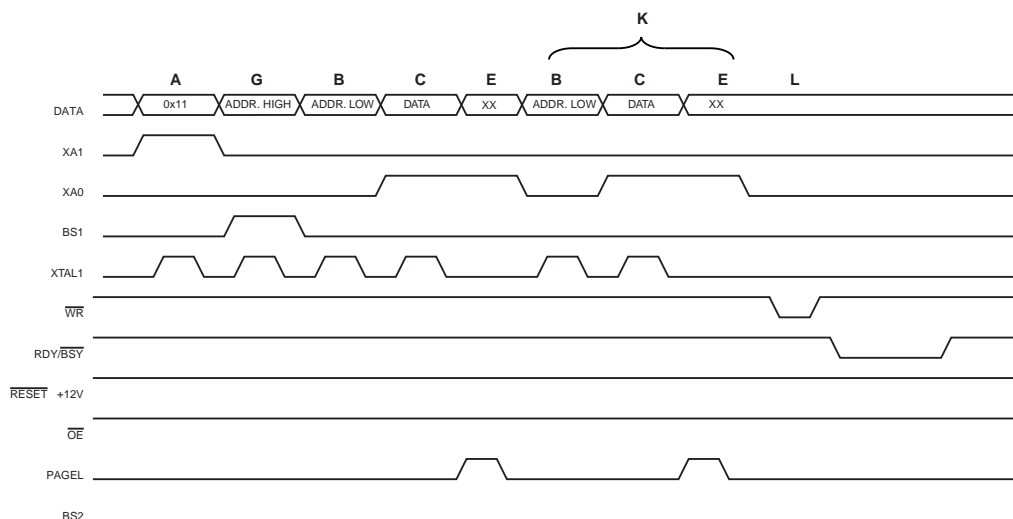 K
A G B C E B C E L
DATA 0x11 ADDR. HIGH ADDR. LOW DATA XX ADDR. LOW DATA XX
XA1
XA0
BS1
XTAL1
WR
RDY/BSY
RESET +12V
OE
PAGEL
BS2